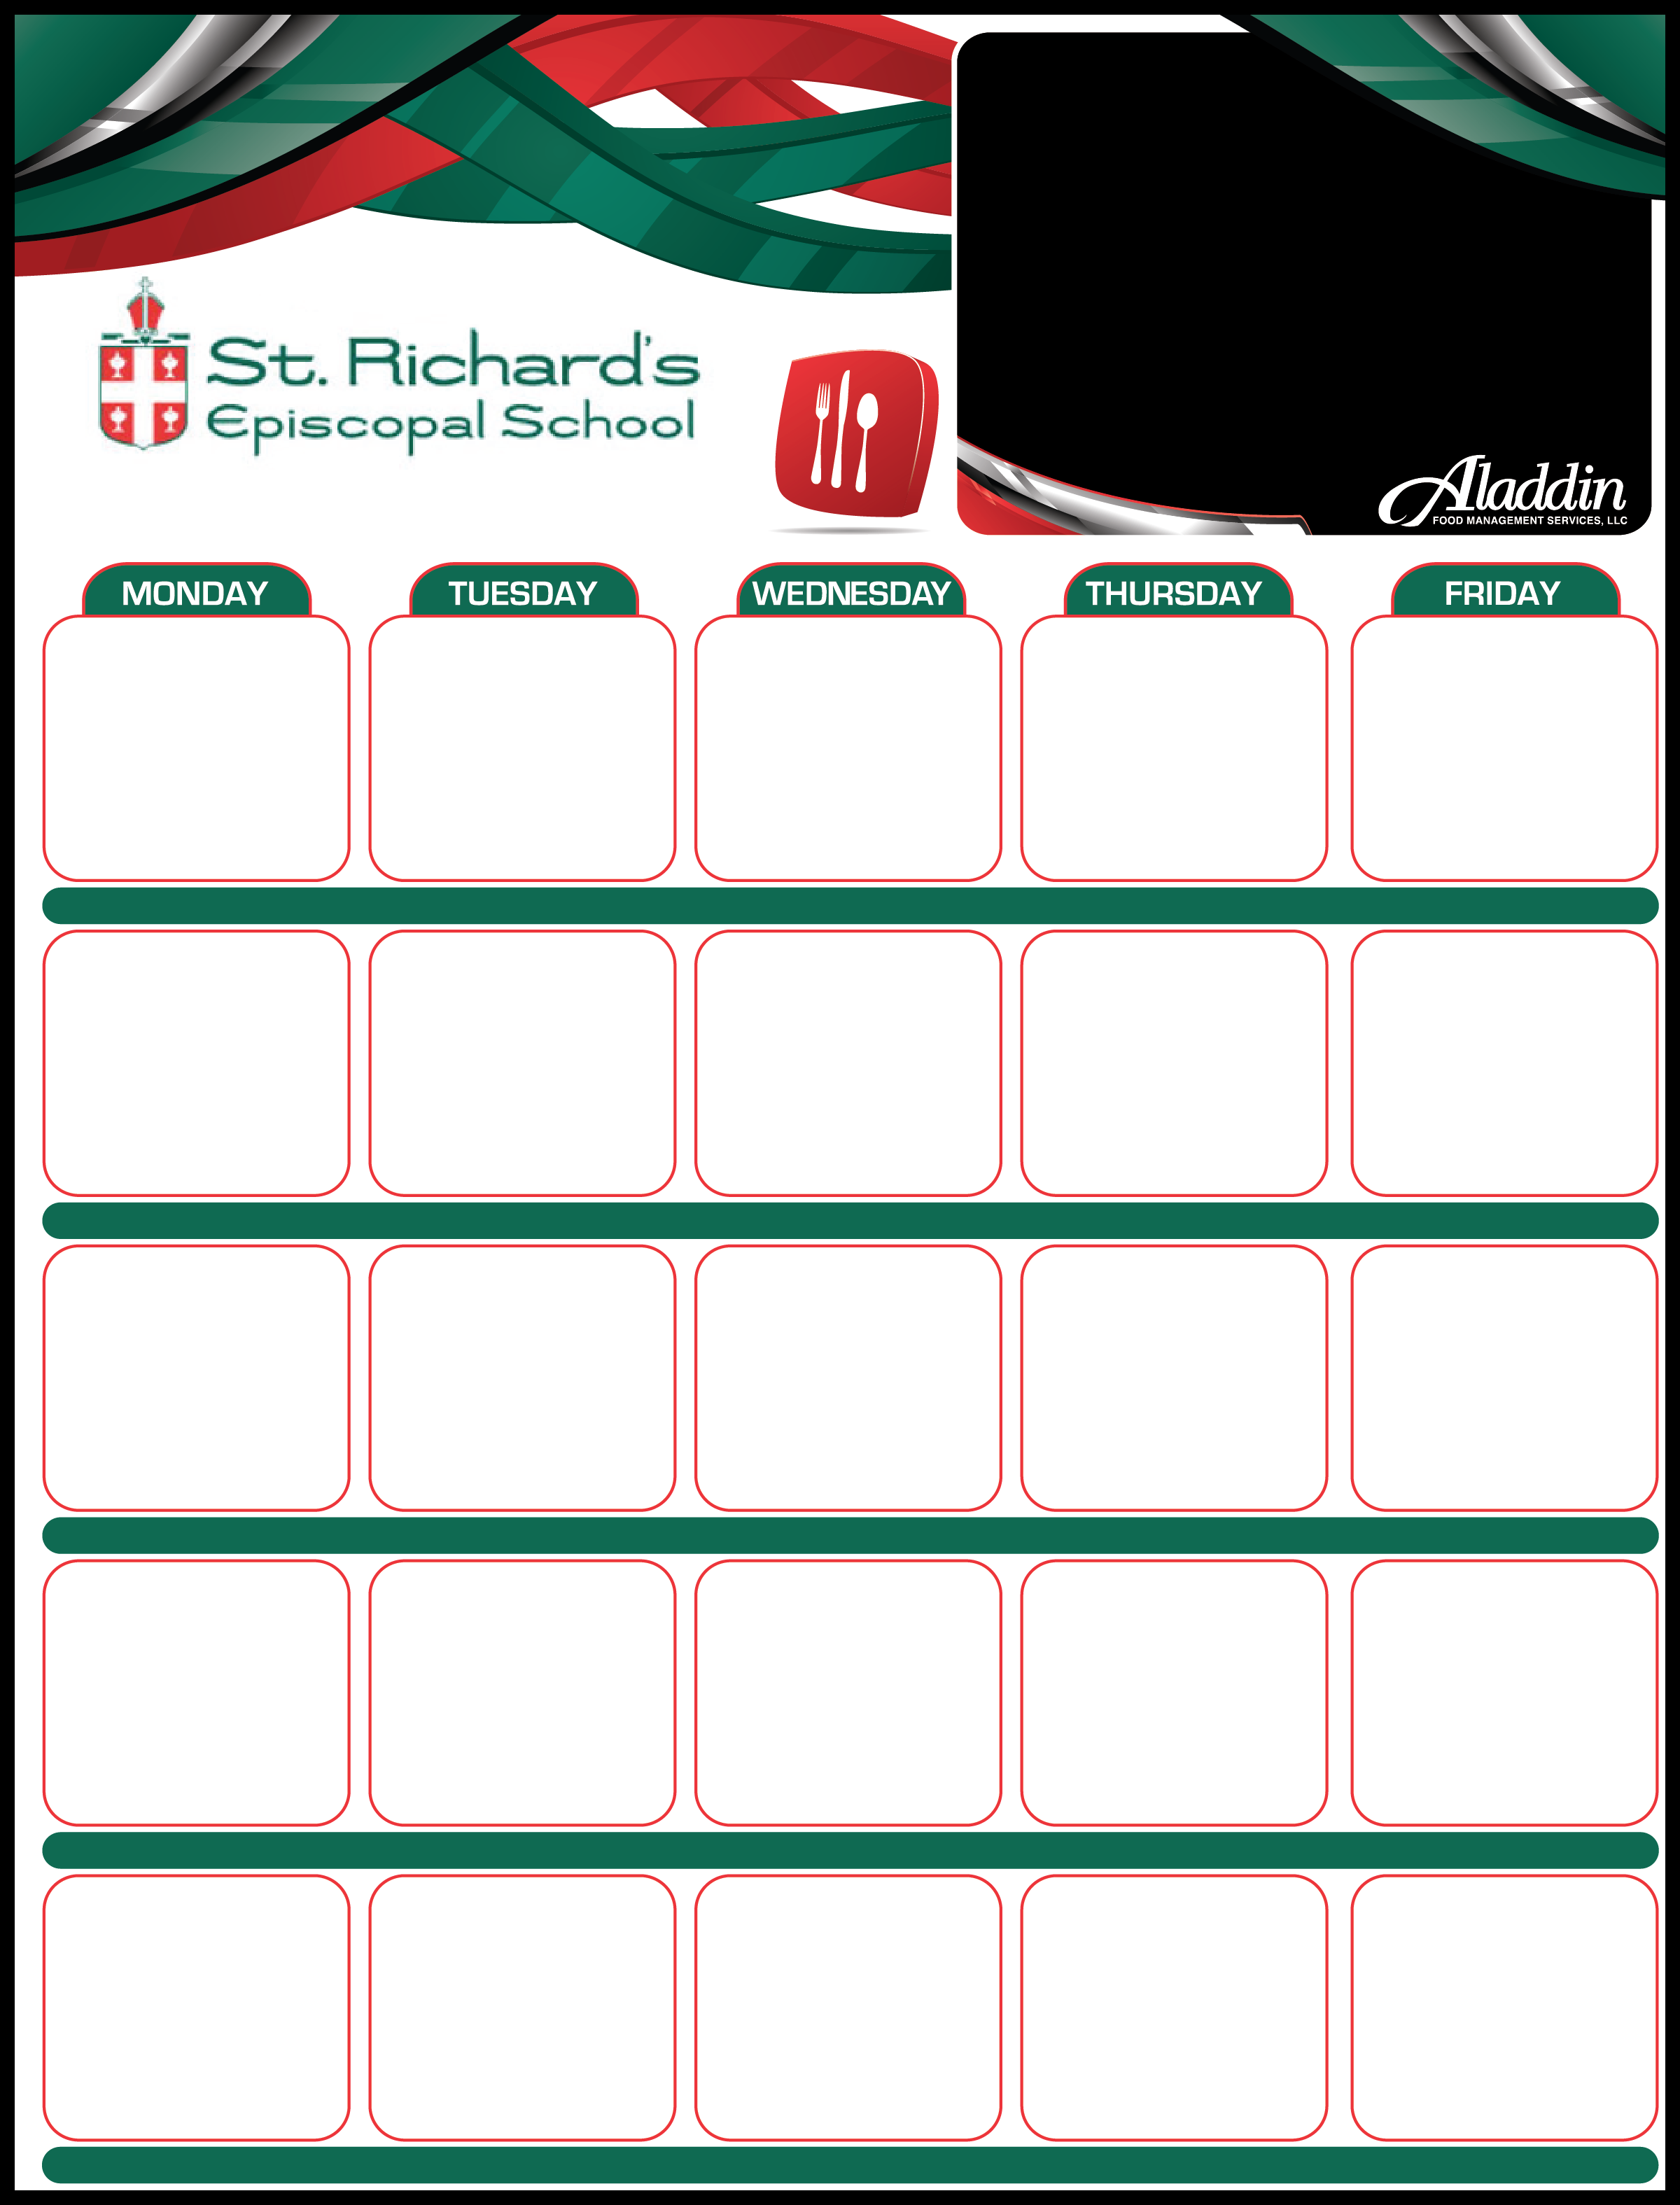 St. Richard's
Episcopal School
Aladdin
FOOD MANAGEMENT SERVICES, LLC
MONDAY
TUESDAY
WEDNESDAY
THURSDAY
FRIDAY